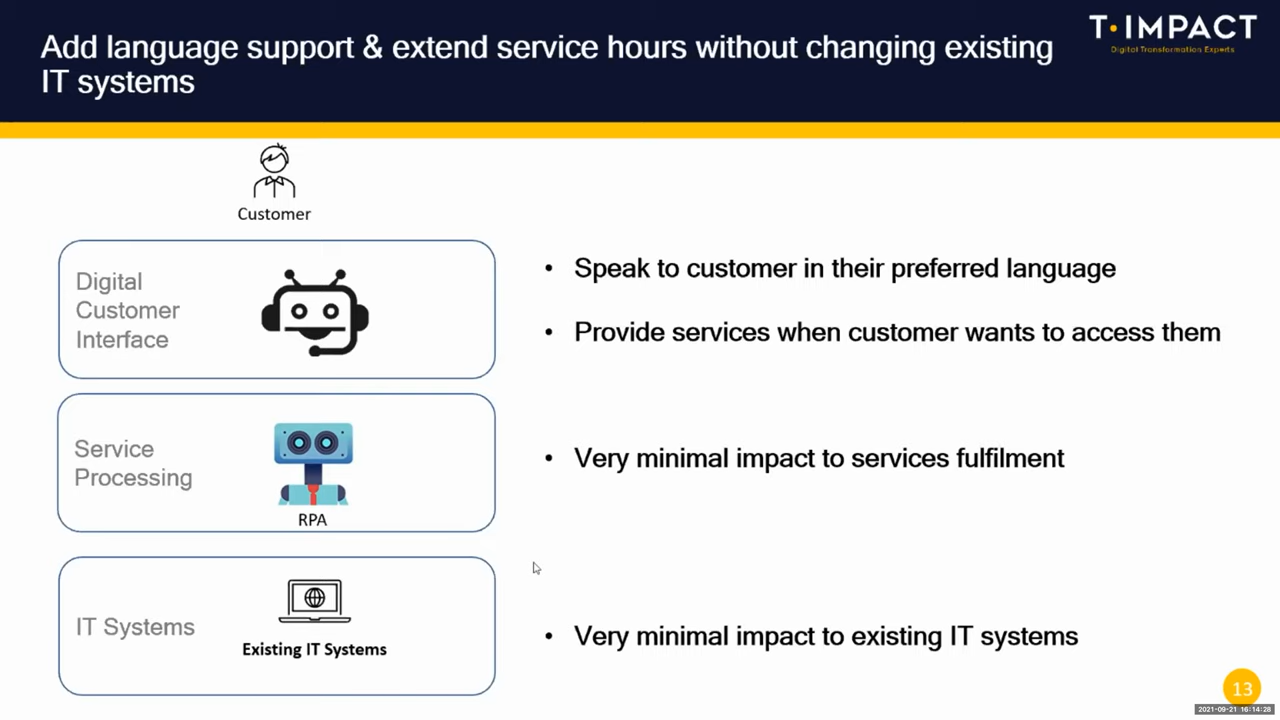 Add language support & extend service hours without changing existing
IT systems
T·IMPACT
Digital Transformation Experts
Customer
Digital
Customer
Interface
• Speak to customer in their preferred language
• Provide services when customer wants to access them
Service
Processing
RPA
• Very minimal impact to services fulfilment
IT Systems
Existing IT Systems
• Very minimal impact to existing IT systems
13
2021-09-21 16:14:28